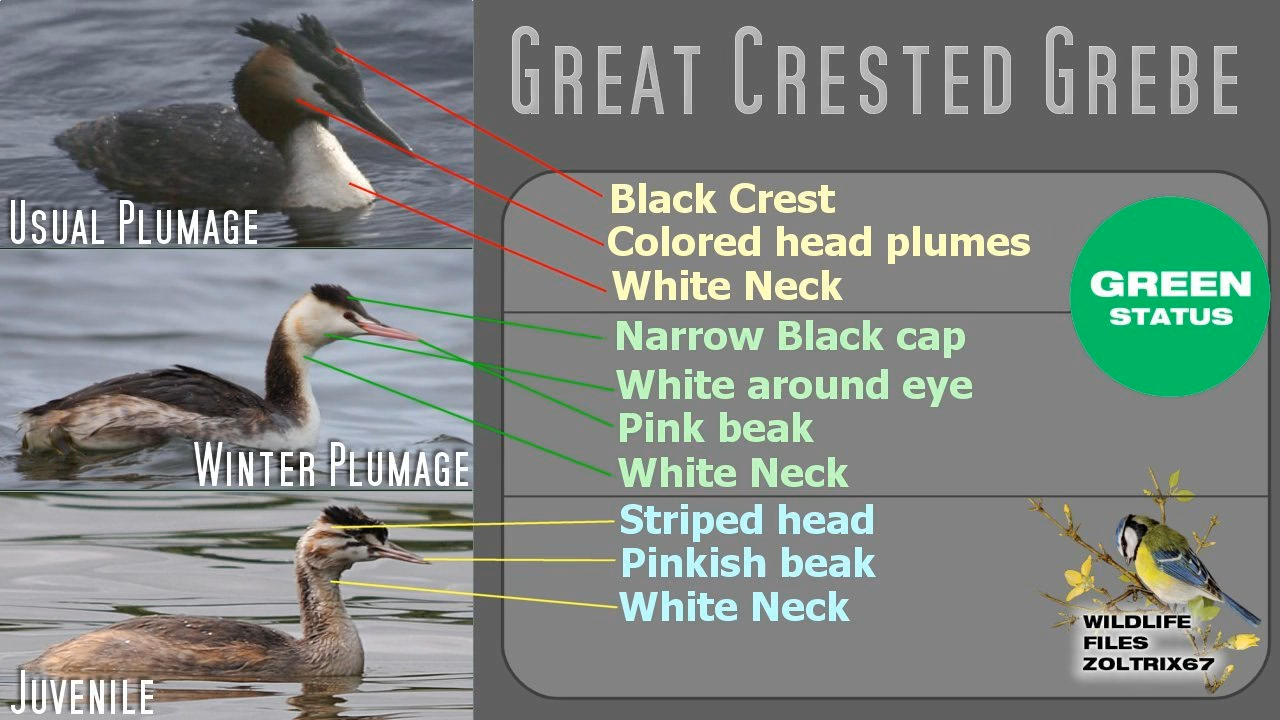 GREAT CRESTED GREBE
USUAL PLUMAGE
Black Crest
Colored head plumes
White Neck
GREEN
STATUS
WINTER PLUMAGE
Narrow Black cap
White around eye
Pink beak
White Neck
JUVENILE
Striped head
Pinkish beak
White Neck
WILDLIFE
FILES
ZOLTRIX67